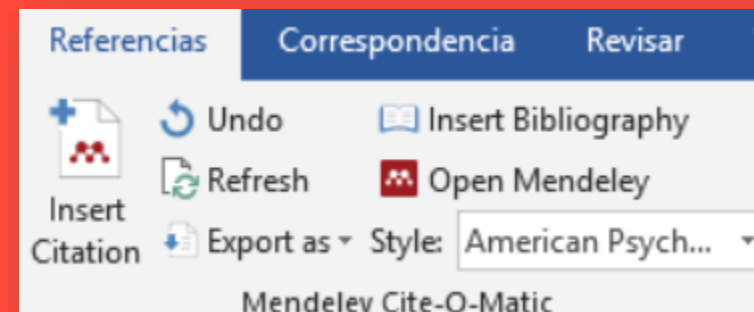 Referencias Correspondencia Revisar
Undo Insert Bibliography
Refresh Open Mendeley
Insert
Citation
Export as Style: American Psych...
Mendeley Cite-O-Matic